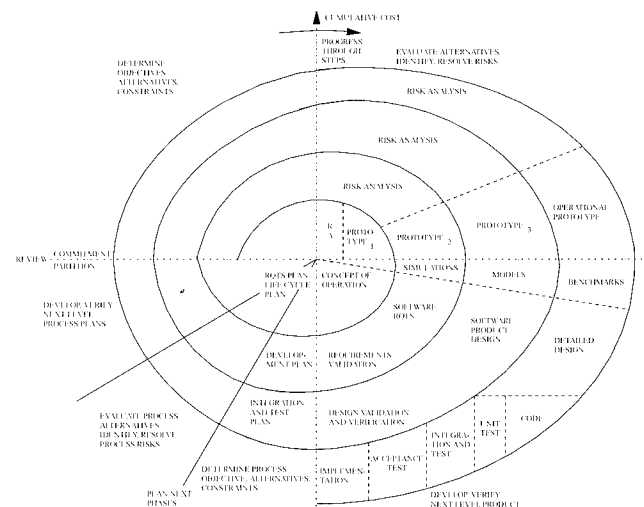 CUMULATIVE COST
PROGRESS
THROUGH
STEPS
DETERMINE
OBJECTIVES
ALTERNATIVES,
CONSTRAINTS
EVALUATE ALTERNATIVES
IDENTIFY, RESOLVE RISKS
RISK ANALYSIS
RISK ANALYSIS
RISK ANALYSIS
R
A
PROTO
TYPE 1
PROTOTYPE 2
PROTOTYPE 3
OPERATIONAL
PROTOTYPE
REVIEW
COMMITMENT
PARTITION
RQTS PLAN
LIFE CYCLE
PLAN
CONCEPT OF
OPERATION
SIMULATIONS
MODELS
BENCHMARKS
DEVELOP, VERIFY
NEXT LEVEL
PROCESS PLANS
SOFTWARE
RQTS
SOFTWARE
PRODUCT
DESIGN
DETAILED
DESIGN
DEVELOP-
MENT PLAN
REQUIREMENTS
VALIDATION
INTEGRATION
AND TEST
PLAN
DESIGN VALIDATION
AND VERIFICATION
EVALUATE PROCESS
ALTERNATIVES
IDENTIFY, RESOLVE
PROCESS RISKS
CODE
UNIT
TEST
INTEGRA-
TION AND
TEST
ACCEPTANCE
TEST
IMPLEMEN-
TATION
DETERMINE PROCESS
OBJECTIVE, ALTERNATIVES,
CONSTRAINTS
PLAN NEXT
PHASES
DEVELOP, VERIFY
NEXT LEVEL PRODUCT